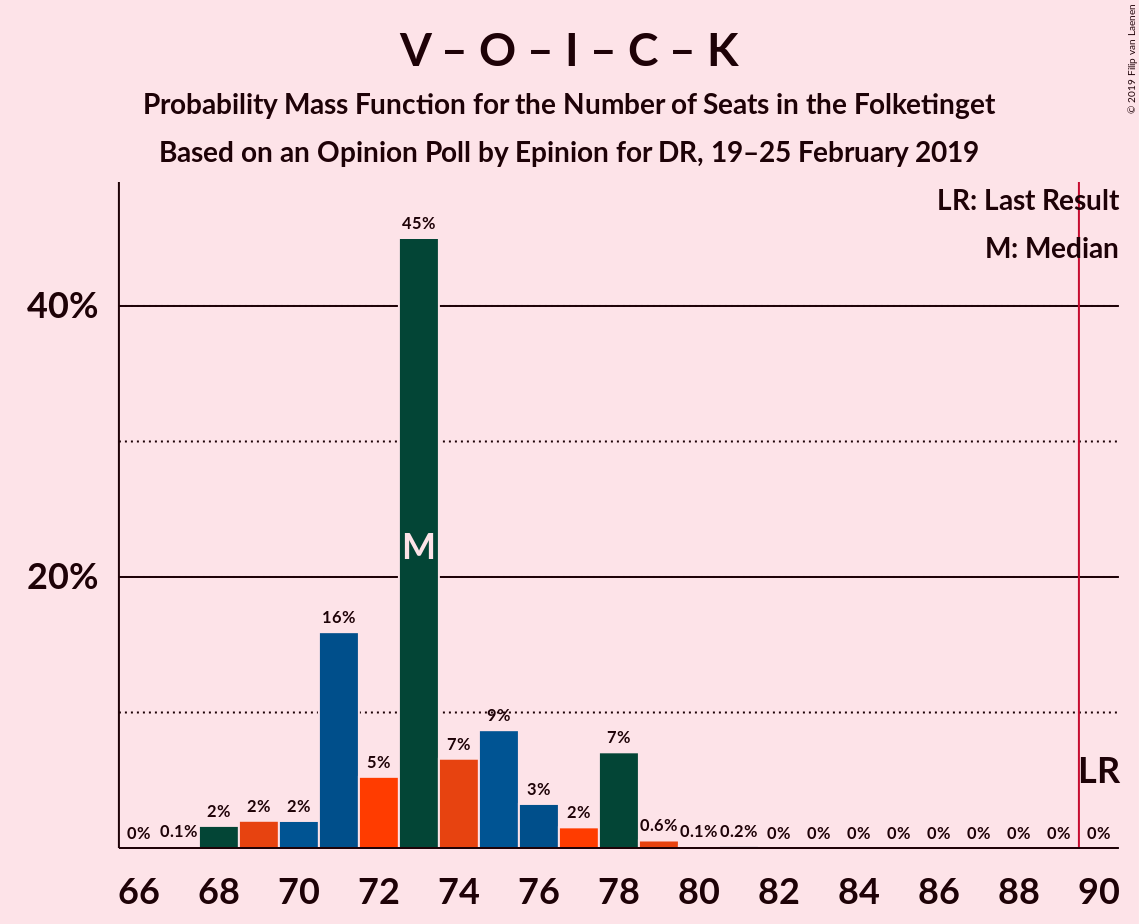 V – O – I – C – K
Probability Mass Function for the Number of Seats in the Folketinget
Based on an Opinion Poll by Epinion for DR, 19–25 February 2019
© 2019 Filip van Laenen
LR: Last Result
M: Median
40%
20%
0% 0.1% 2% 2% 2% 16% 5% 45% 7% 9% 3% 2% 7% 0.6% 0.1% 0.2% 0% 0% 0% 0% 0% 0% 0% 0% 0%
M
LR
66 68 70 72 74 76 78 80 82 84 86 88 90